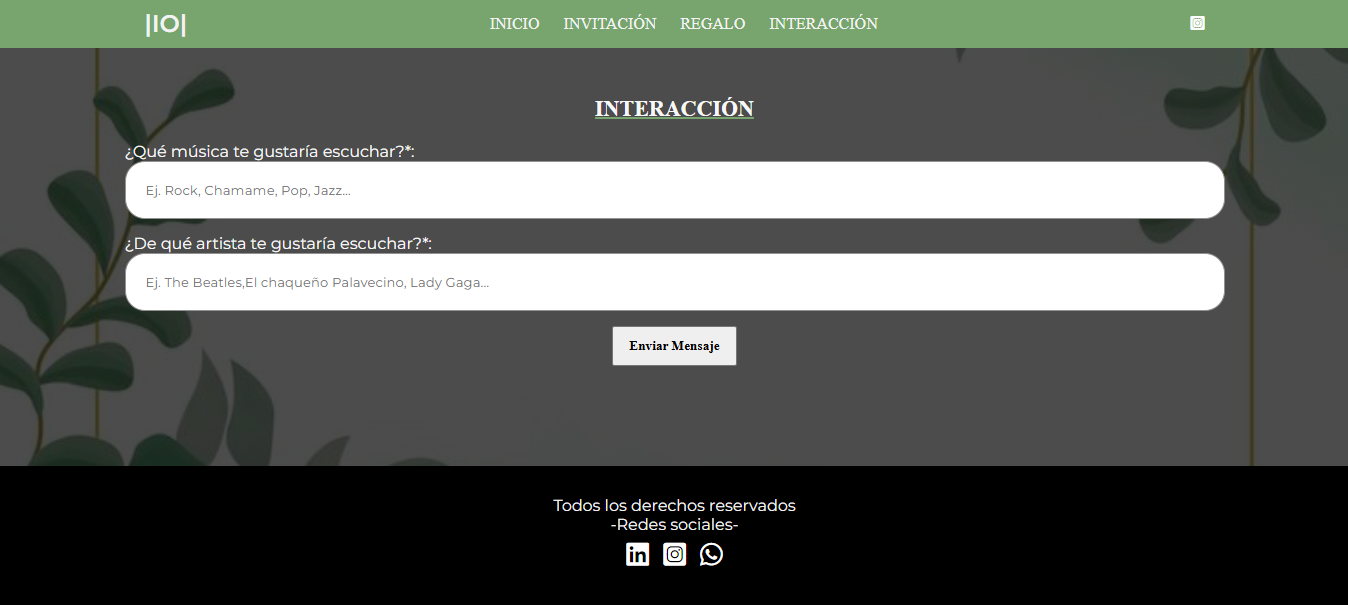 |IO|
INICIO INVITACIÓN REGALO INTERACCIÓN
INTERACCIÓN
¿Qué música te gustaría escuchar?*:
Ej. Rock, Chamame, Pop, Jazz...
¿De qué artista te gustaría escuchar?*:
Ej. The Beatles,El chaqueño Palavecino, Lady Gaga...
Enviar Mensaje
Todos los derechos reservados
-Redes sociales-
in